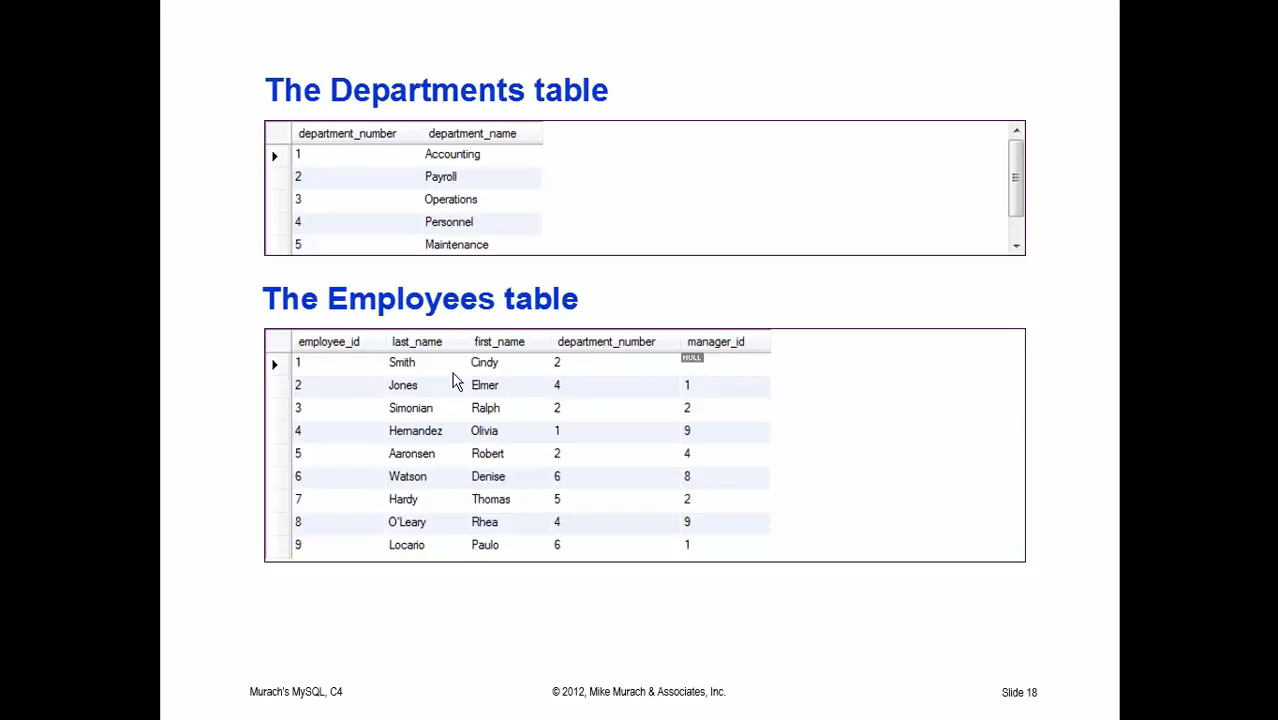 The Departments table
department_number department_name
1 Accounting
2 Payroll
3 Operations
4 Personnel
5 Maintenance
The Employees table
employee_id last_name first_name department_number manager_id
1 Smith Cindy 2 NULL
2 Jones Elmer 4 1
3 Simonian Ralph 2 2
4 Hernandez Olivia 1 9
5 Aaronsen Robert 2 4
6 Watson Denise 6 8
7 Hardy Thomas 5 2
8 O'Leary Rhea 4 9
9 Locario Paulo 6 1
Murach's MySQL, C4 © 2012, Mike Murach & Associates, Inc. Slide 18